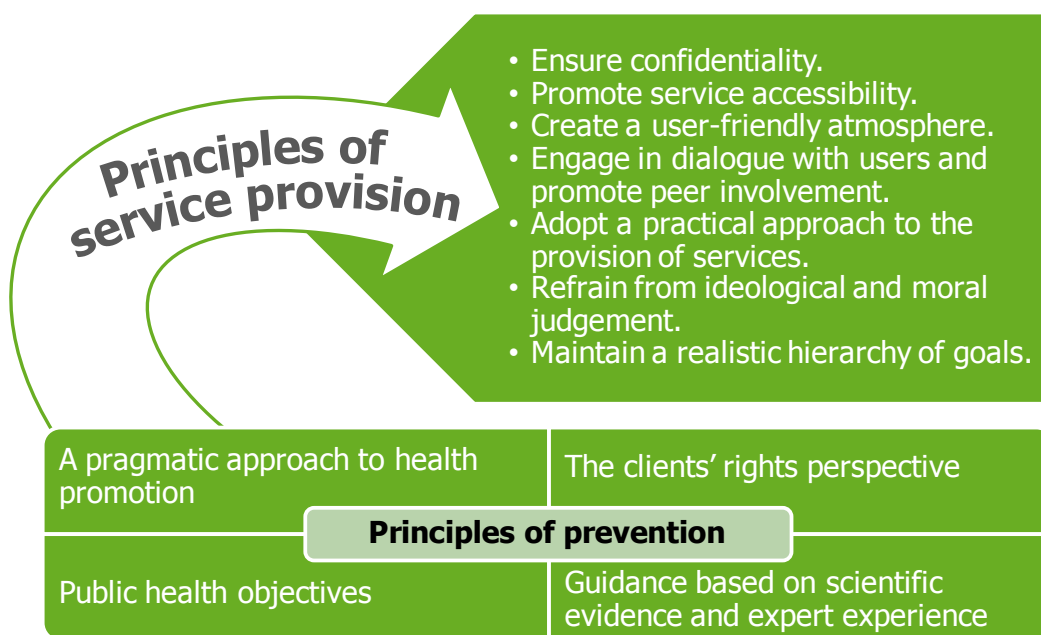 Principles of
service provision
• Ensure confidentiality.
• Promote service accessibility.
• Create a user-friendly atmosphere.
• Engage in dialogue with users and
promote peer involvement.
• Adopt a practical approach to the
provision of services.
• Refrain from ideological and moral
judgement.
• Maintain a realistic hierarchy of goals.
A pragmatic approach to health
promotion
The clients’ rights perspective
Principles of prevention
Public health objectives
Guidance based on scientific
evidence and expert experience